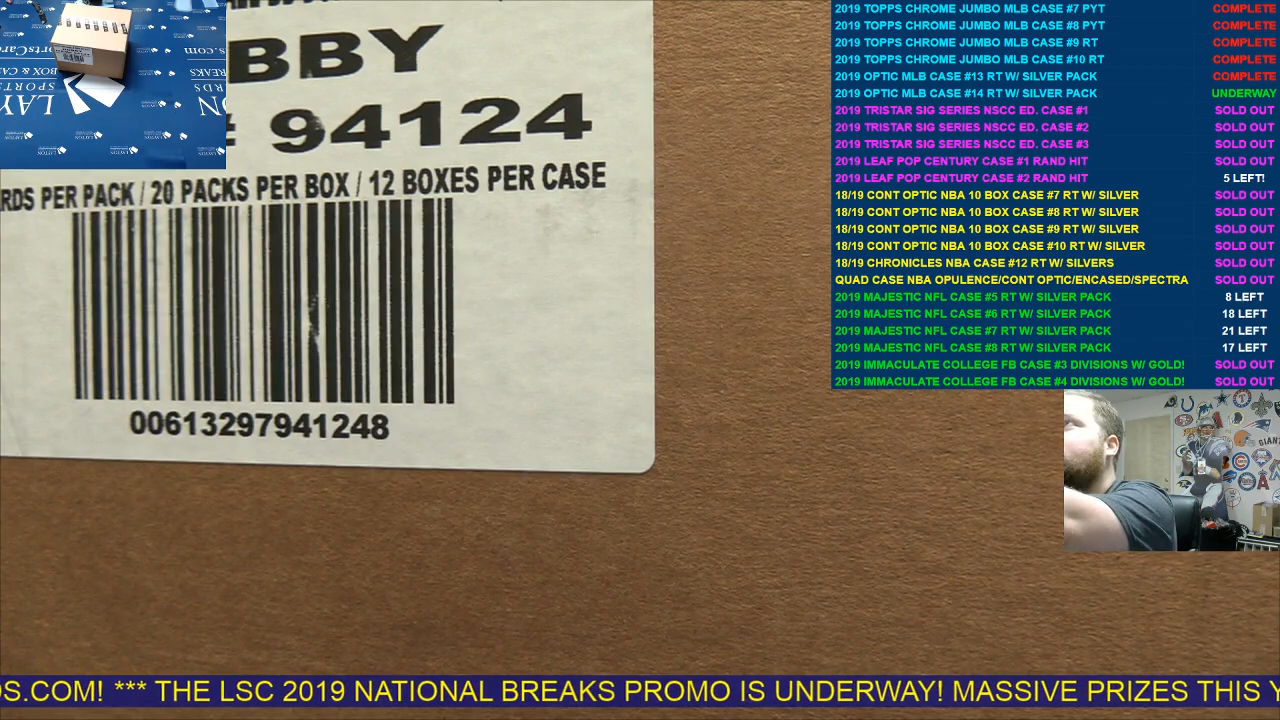 BBY
# 94124
RDS PER PACK / 20 PACKS PER BOX / 12 BOXES PER CASE
00613297941248
2019 TOPPS CHROME JUMBO MLB CASE #7 PYT COMPLETE
2019 TOPPS CHROME JUMBO MLB CASE #8 PYT COMPLETE
2019 TOPPS CHROME JUMBO MLB CASE #9 RT COMPLETE
2019 TOPPS CHROME JUMBO MLB CASE #10 RT COMPLETE
2019 OPTIC MLB CASE #13 RT W/ SILVER PACK COMPLETE
2019 OPTIC MLB CASE #14 RT W/ SILVER PACK UNDERWAY
2019 TRISTAR SIG SERIES NSCC ED. CASE #1 SOLD OUT
2019 TRISTAR SIG SERIES NSCC ED. CASE #2 SOLD OUT
2019 TRISTAR SIG SERIES NSCC ED. CASE #3 SOLD OUT
2019 LEAF POP CENTURY CASE #1 RAND HIT SOLD OUT
2019 LEAF POP CENTURY CASE #2 RAND HIT 5 LEFT!
18/19 CONT OPTIC NBA 10 BOX CASE #7 RT W/ SILVER SOLD OUT
18/19 CONT OPTIC NBA 10 BOX CASE #8 RT W/ SILVER SOLD OUT
18/19 CONT OPTIC NBA 10 BOX CASE #9 RT W/ SILVER SOLD OUT
18/19 CONT OPTIC NBA 10 BOX CASE #10 RT W/ SILVER SOLD OUT
18/19 CHRONICLES NBA CASE #12 RT W/ SILVERS SOLD OUT
QUAD CASE NBA OPULENCE/CONT OPTIC/ENCASED/SPECTRA SOLD OUT
2019 MAJESTIC NFL CASE #5 RT W/ SILVER PACK 8 LEFT
2019 MAJESTIC NFL CASE #6 RT W/ SILVER PACK 18 LEFT
2019 MAJESTIC NFL CASE #7 RT W/ SILVER PACK 21 LEFT
2019 MAJESTIC NFL CASE #8 RT W/ SILVER PACK 17 LEFT
2019 IMMACULATE COLLEGE FB CASE #3 DIVISIONS W/ GOLD! SOLD OUT
2019 IMMACULATE COLLEGE FB CASE #4 DIVISIONS W/ GOLD! SOLD OUT
DS.COM! *** THE LSC 2019 NATIONAL BREAKS PROMO IS UNDERWAY! MASSIVE PRIZES THIS Y